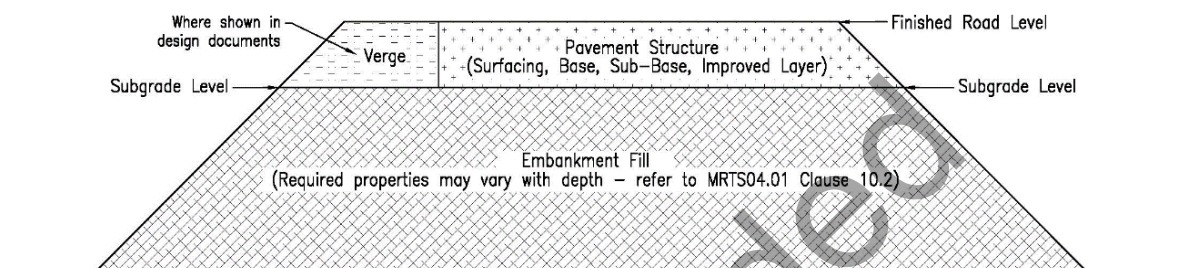 Where shown in
design documents
Finished Road Level
Verge
Pavement Structure
(Surfacing, Base, Sub-Base, Improved Layer)
Subgrade Level
Subgrade Level
Embankment Fill
(Required properties may vary with depth – refer to MRTS04.01 Clause 10.2)
ded